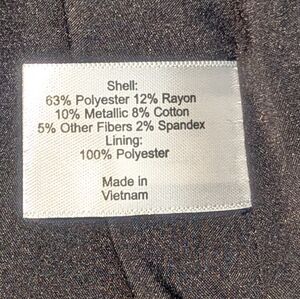 Shell:
63% Polyester 12% Rayon
10% Metallic 8% Cotton
5% Other Fibers 2% Spandex
Lining:
100% Polyester
Made in
Vietnam